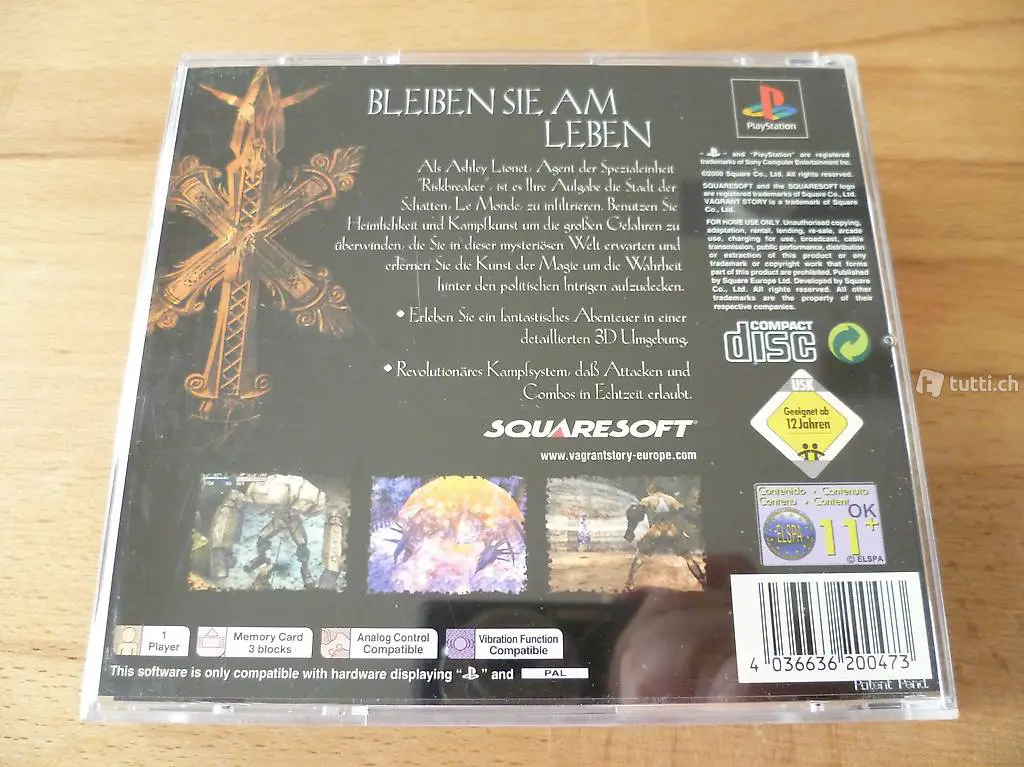 BLEIBEN SIE AM
LEBEN
Als Ashley Lionet, Agent der Spezialeinheit
"Riskbreaker", ist es Ihre Aufgabe die Stadt der
Schatten, Le Monde, zu infiltrieren. Benutzen Sie
Heimlichkeit und Kampfkunst um die großen Gefahren zu
überwinden, die Sie in dieser mysteriösen Welt erwarten und
erlernen Sie die Kunst der Magie um die Wahrheit
hinter den politischen Intrigen aufzudecken.
• Erleben Sie ein fantastisches Abenteuer in einer
detaillierten 3D Umgebung.
• Revolutionäres Kampfsystem, daß Attacken und
Combos in Echtzeit erlaubt.
SQUARESOFT
www.vagrantstory-europe.com
PlayStation
" " and "PlayStation" are registered
trademarks of Sony Computer Entertainment Inc.
©2000 Square Co., Ltd. All rights reserved.
SQUARESOFT and the SQUARESOFT logo
are registered trademarks of Square Co., Ltd.
VAGRANT STORY is a trademark of Square
Co., Ltd.
FOR HOME USE ONLY. Unauthorised copying,
adaptation, rental, lending, re-sale, arcade
use, charging for use, broadcast, cable
transmission, public performance, distribution
or extraction of this product or any
trademark or copyright work that forms
part of this product are prohibited. Published
by Square Europe Ltd. Developed by Square
Co., Ltd. All rights reserved. All other
trademarks are the property of their
respective companies.
COMPACT
disc
USK
Geeignet ab
12 Jahren
Contenido • Contenuto
Contenu • Content
OK
ELSPA
11+
© ELSPA
1
Player
Memory Card
3 blocks
Analog Control
Compatible
Vibration Function
Compatible
This software is only compatible with hardware displaying " " and PAL
4 036636 200473
Patent Pend.
tutti.ch